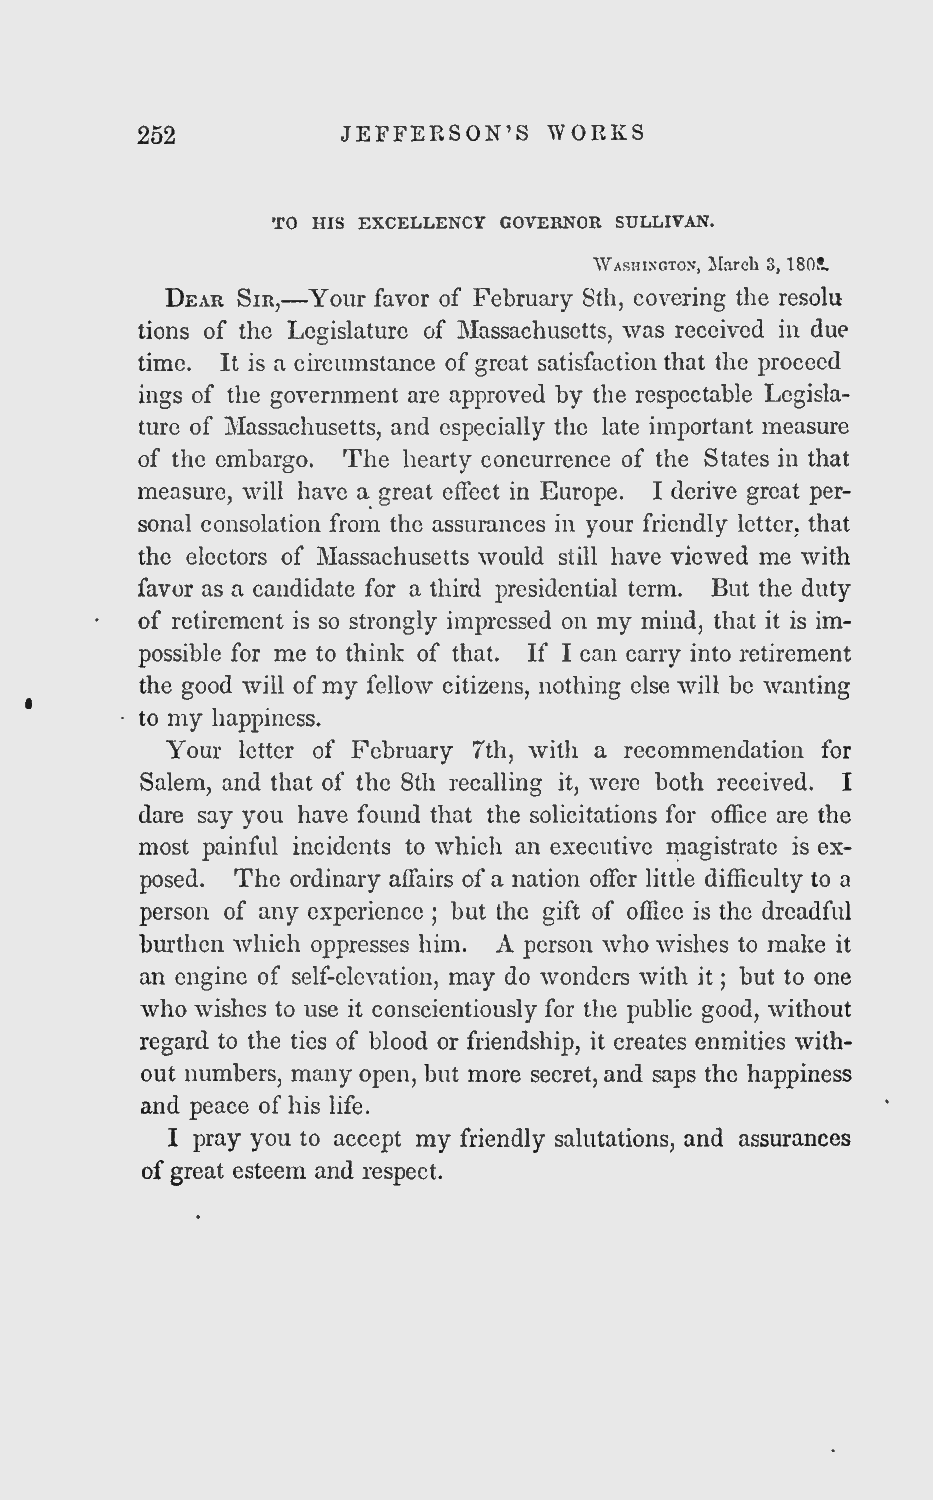 252 JEFFERSON'S WORKS
TO HIS EXCELLENCY GOVERNOR SULLIVAN.
WASHINGTON, March 3, 1808.
DEAR SIR,—Your favor of February 8th, covering the resolu
tions of the Legislature of Massachusetts, was received in due
time. It is a circumstance of great satisfaction that the proceed
ings of the government are approved by the respectable Legisla-
ture of Massachusetts, and especially the late important measure
of the embargo. The hearty concurrence of the States in that
measure, will have a great effect in Europe. I derive great per-
sonal consolation from the assurances in your friendly letter, that
the electors of Massachusetts would still have viewed me with
favor as a candidate for a third presidential term. But the duty
of retirement is so strongly impressed on my mind, that it is im-
possible for me to think of that. If I can carry into retirement
the good will of my fellow citizens, nothing else will be wanting
to my happiness.
Your letter of February 7th, with a recommendation for
Salem, and that of the 8th recalling it, were both received. I
dare say you have found that the solicitations for office are the
most painful incidents to which an executive magistrate is ex-
posed. The ordinary affairs of a nation offer little difficulty to a
person of any experience ; but the gift of office is the dreadful
burthen which oppresses him. A person who wishes to make it
an engine of self-elevation, may do wonders with it ; but to one
who wishes to use it conscientiously for the public good, without
regard to the ties of blood or friendship, it creates enmities with-
out numbers, many open, but more secret, and saps the happiness
and peace of his life.
I pray you to accept my friendly salutations, and assurances
of great esteem and respect.